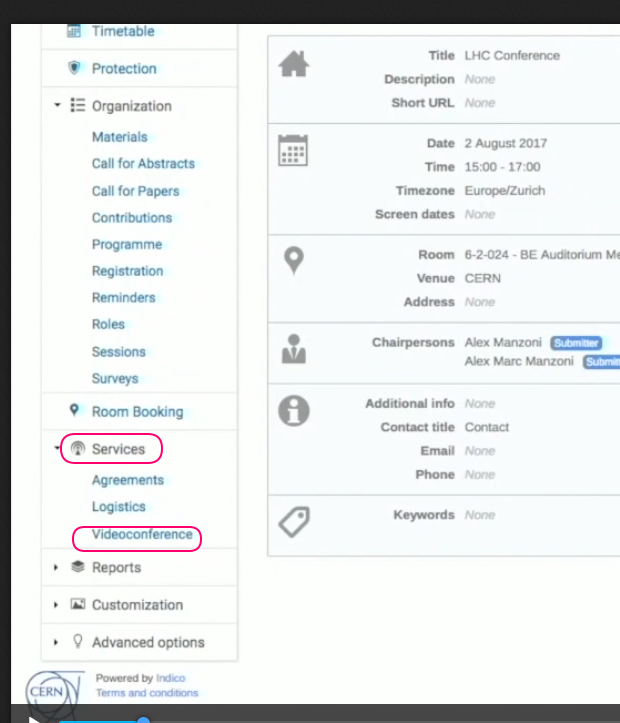 Timetable
Protection
Organization
Materials
Call for Abstracts
Call for Papers
Contributions
Programme
Registration
Reminders
Roles
Sessions
Surveys
Room Booking
Services
Agreements
Logistics
Videoconference
Reports
Customization
Advanced options
CERN
Powered by Indico
Terms and conditions
Title LHC Conference
Description None
Short URL None
Date 2 August 2017
Time 15:00 - 17:00
Timezone Europe/Zurich
Screen dates None
Room 6-2-024 - BE Auditorium Me
Venue CERN
Address None
Chairpersons Alex Manzoni Submitter
Alex Marc Manzoni Submit
Additional info None
Contact title Contact
Email None
Phone None
Keywords None